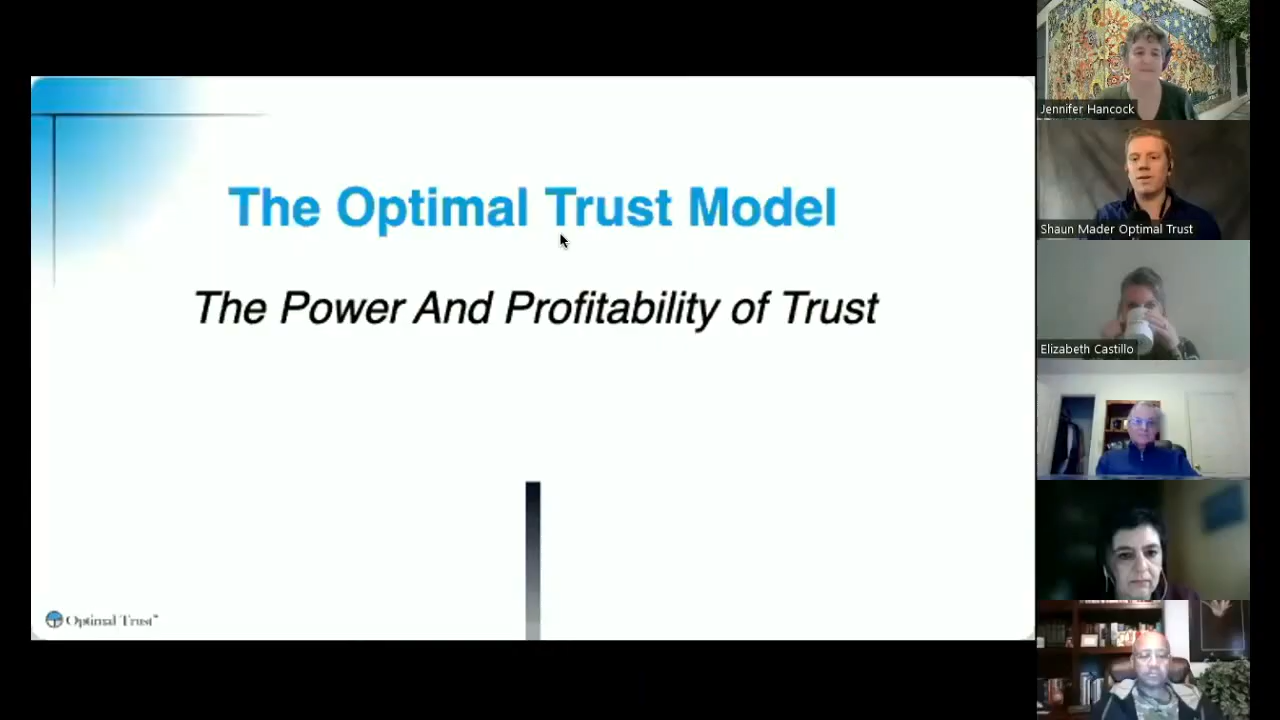 The Optimal Trust Model
The Power And Profitability of Trust
Optimal Trust™
Jennifer Hancock
Shaun Mader Optimal Trust
Elizabeth Castillo